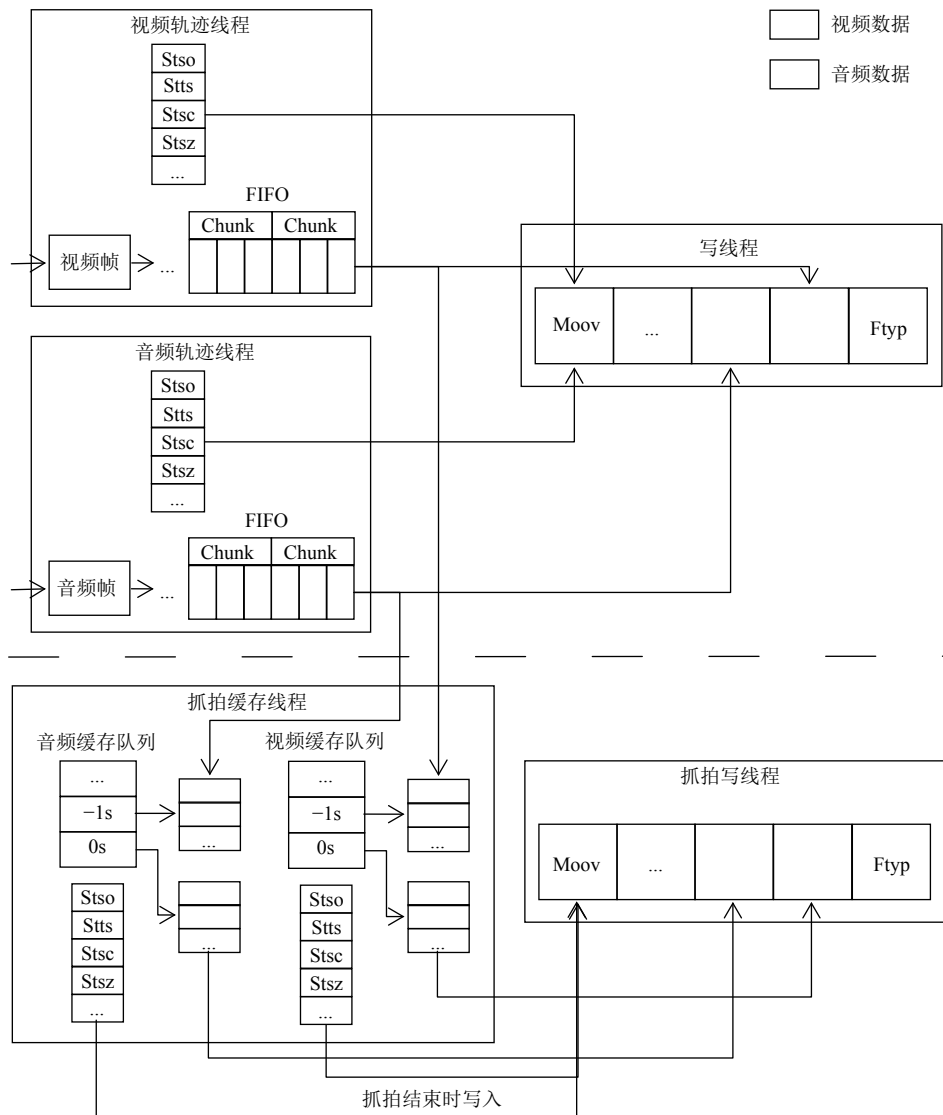 视频轨迹线程
Stso
Stts
Stsc
Stsz
...
FIFO
Chunk Chunk
视频帧
...
视频数据
音频数据
写线程
Moov
...
Ftyp
音频轨迹线程
Stso
Stts
Stsc
Stsz
...
FIFO
Chunk Chunk
音频帧
...
抓拍缓存线程
音频缓存队列
...
−1s
0s
...
...
Stso
Stts
Stsc
Stsz
...
视频缓存队列
...
−1s
0s
...
...
Stso
Stts
Stsc
Stsz
...
抓拍写线程
Moov
...
Ftyp
抓拍结束时写入